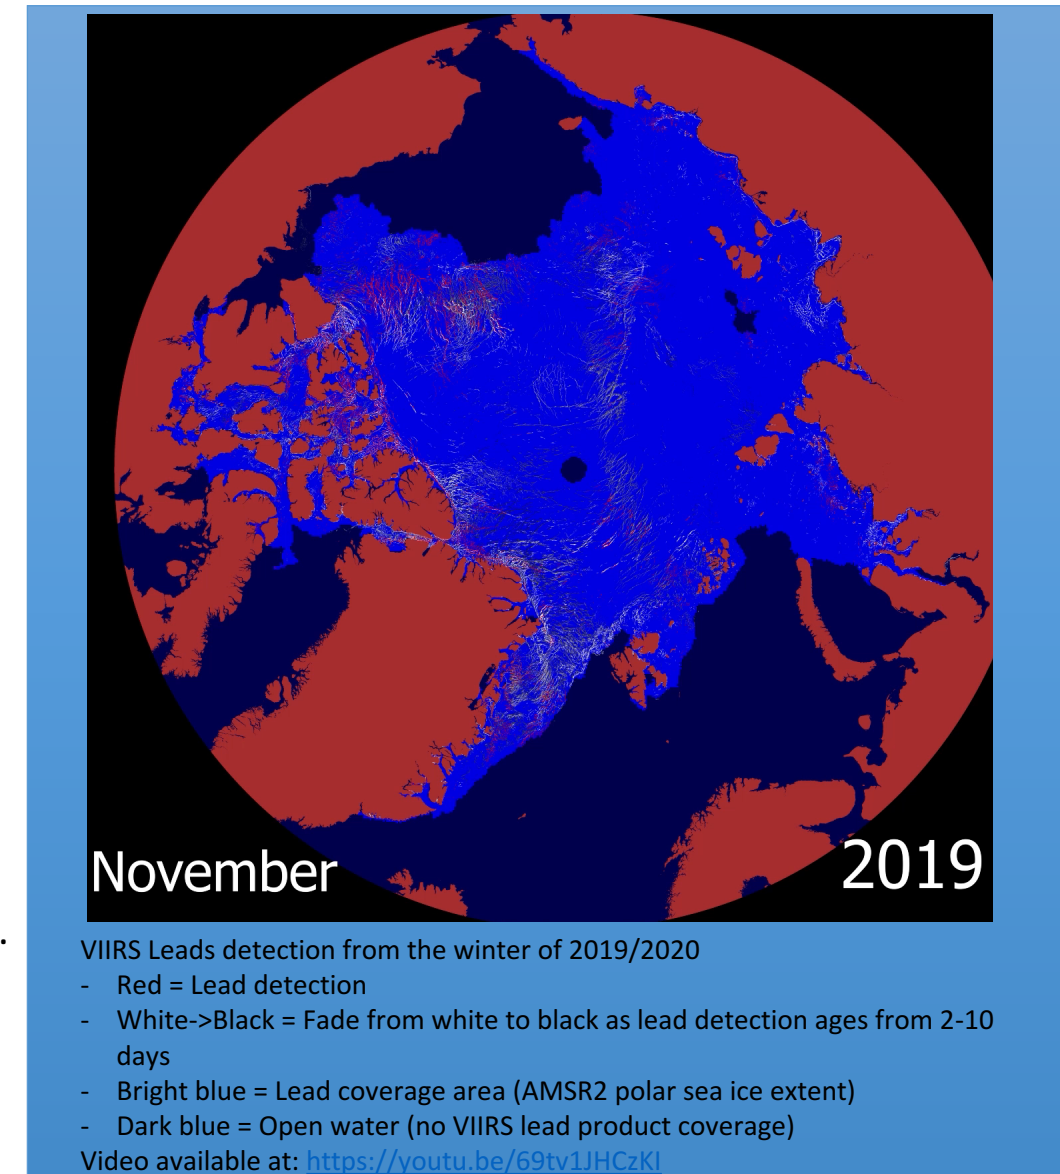 November
2019
.
VIIRS Leads detection from the winter of 2019/2020
- Red = Lead detection
- White->Black = Fade from white to black as lead detection ages from 2-10
days
- Bright blue = Lead coverage area (AMSR2 polar sea ice extent)
- Dark blue = Open water (no VIIRS lead product coverage)
Video available at: https://youtu.be/69tv1JHCzKI